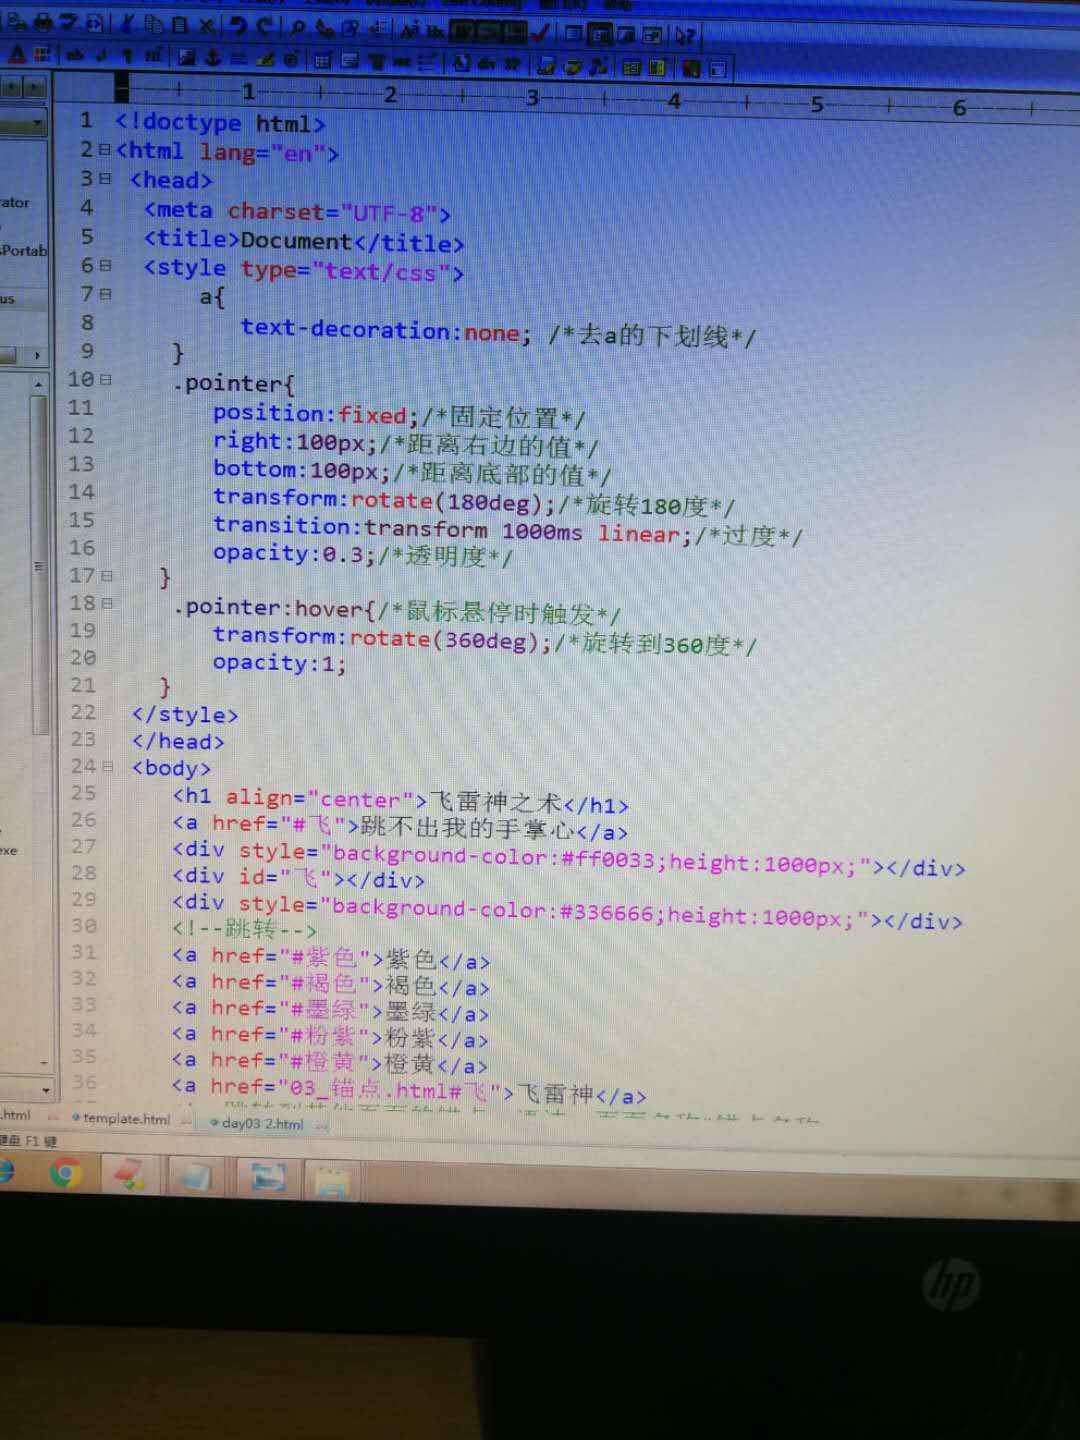 1 2 3 4 5 6
1 <!doctype html>
2 <html lang="en">
3 <head>
4 <meta charset="UTF-8">
5 <title>Document</title>
6 <style type="text/css">
7 a{
8 text-decoration:none; /*去a的下划线*/
9 }
10 .pointer{
11 position:fixed;/*固定位置*/
12 right:100px;/*距离右边的值*/
13 bottom:100px;/*距离底部的值*/
14 transform:rotate(180deg);/*旋转180度*/
15 transition:transform 1000ms linear;/*过度*/
16 opacity:0.3;/*透明度*/
17 }
18 .pointer:hover{/*鼠标悬停时触发*/
19 transform:rotate(360deg);/*旋转到360度*/
20 opacity:1;
21 }
22 </style>
23 </head>
24 <body>
25 <h1 align="center">飞雷神之术</h1>
26 <a href="#飞">跳不出我的手掌心</a>
27 <div style="background-color:#ff0033;height:1000px;"></div>
28 <div id="飞"></div>
29 <div style="background-color:#336666;height:1000px;"></div>
30 <!--跳转-->
31 <a href="#紫色">紫色</a>
32 <a href="#褐色">褐色</a>
33 <a href="#墨绿">墨绿</a>
34 <a href="#粉紫">粉紫</a>
35 <a href="#橙黄">橙黄</a>
36 <a href="03_锚点.html#飞">飞雷神</a>
ator
sPortab
us
exe
.html template.html day03 2.html
键盘 F1 键
hp